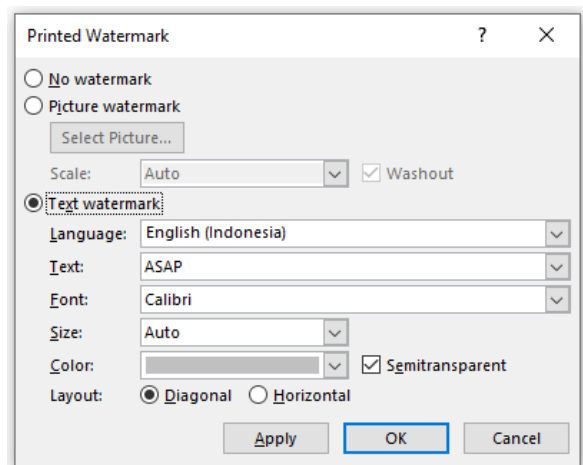 Printed Watermark ?
No watermark
Picture watermark
Select Picture...
Scale: Auto Washout
Text watermark
Language: English (Indonesia)
Text: ASAP
Font: Calibri
Size: Auto
Color: Semitransparent
Layout: Diagonal Horizontal
Apply OK Cancel